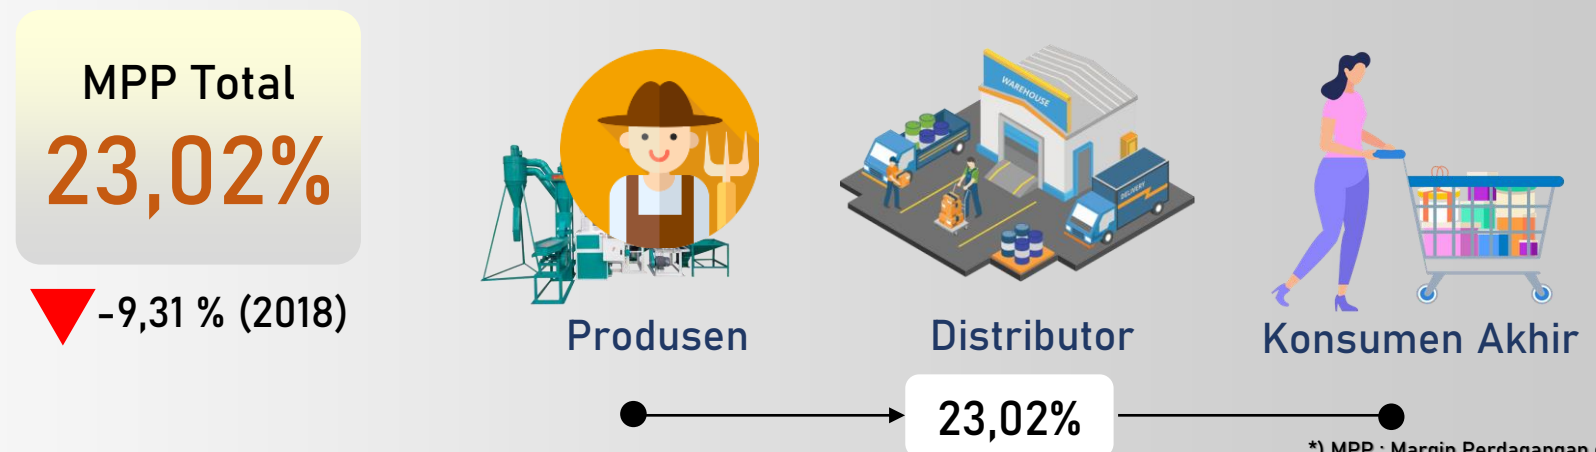 MPP Total
23,02%
-9,31 % (2018)
WAREHOUSE
DELIVERY
Produsen
Distributor
Konsumen Akhir
23,02%
*) MPP : Margin Perdagangan